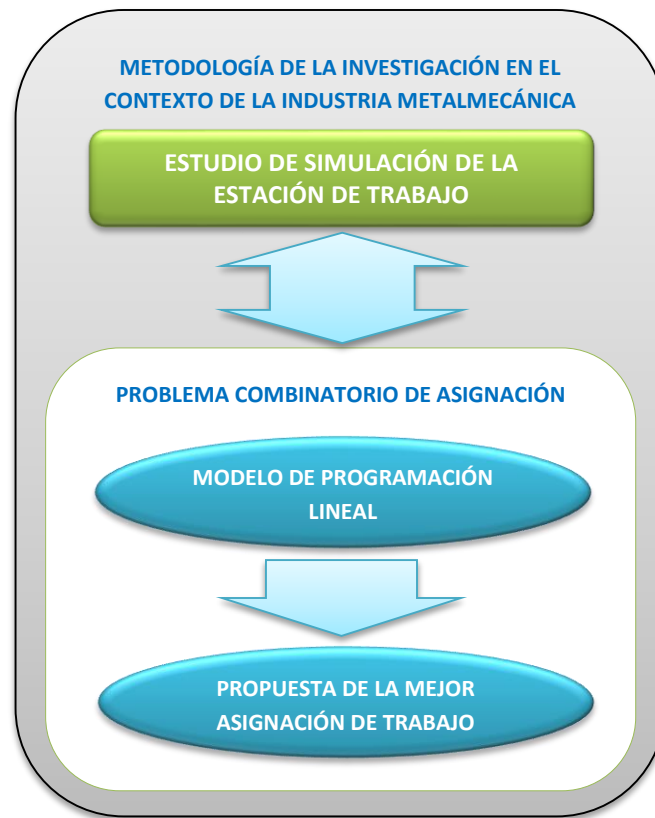 METODOLOGÍA DE LA INVESTIGACIÓN EN EL
CONTEXTO DE LA INDUSTRIA METALMECÁNICA
ESTUDIO DE SIMULACIÓN DE LA
ESTACIÓN DE TRABAJO
PROBLEMA COMBINATORIO DE ASIGNACIÓN
MODELO DE PROGRAMACIÓN
LINEAL
PROPUESTA DE LA MEJOR
ASIGNACIÓN DE TRABAJO